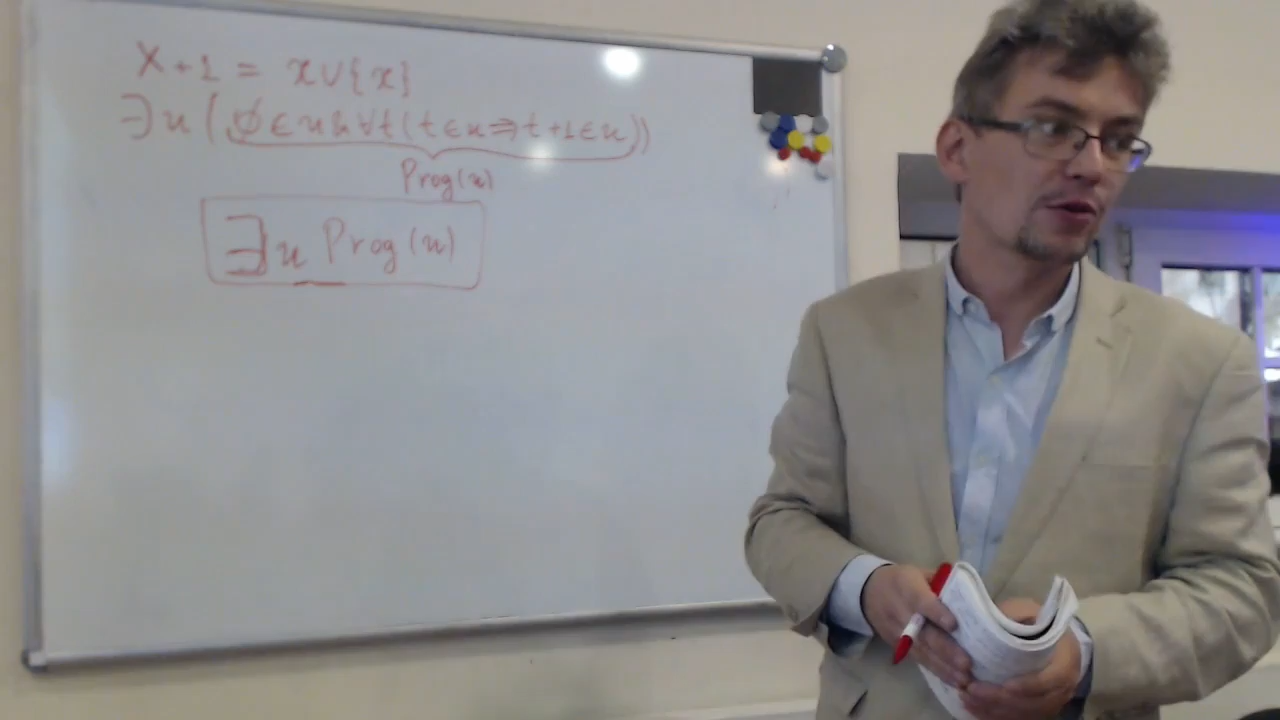 x+1 = x∪{x}
∃u(∅∈u & ∀t(t∈u⇒t+1∈u))
Prog(u)
∃u Prog(u)